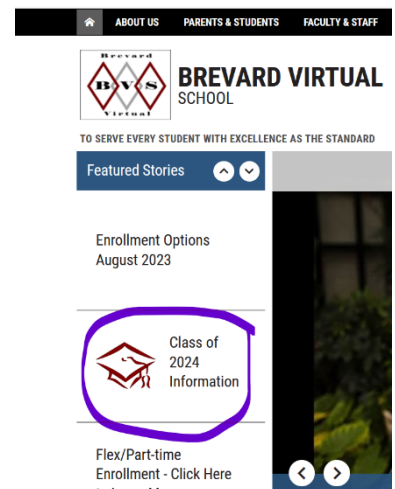 ABOUT US PARENTS & STUDENTS FACULTY & STAFF
Brevard
BVS
Virtual
BREVARD VIRTUAL
SCHOOL
TO SERVE EVERY STUDENT WITH EXCELLENCE AS THE STANDARD
Featured Stories
Enrollment Options
August 2023
Class of
2024
Information
Flex/Part-time
Enrollment - Click Here